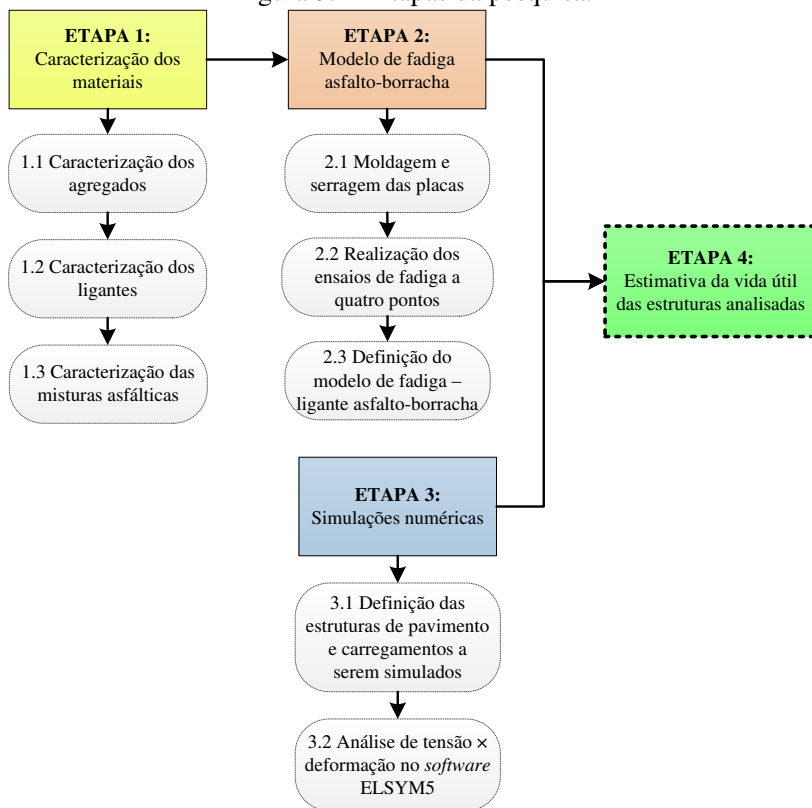 ETAPA 1:
Caracterização dos
materiais
1.1 Caracterização dos
agregados
1.2 Caracterização dos
ligantes
1.3 Caracterização das
misturas asfálticas
ETAPA 2:
Modelo de fadiga
asfalto-borracha
2.1 Moldagem e
serragem das placas
2.2 Realização dos
ensaios de fadiga a
quatro pontos
2.3 Definição do
modelo de fadiga –
ligante asfalto-borracha
ETAPA 3:
Simulações numéricas
3.1 Definição das
estruturas de pavimento
e carregamentos a
serem simulados
3.2 Análise de tensão ×
deformação no software
ELSYM5
ETAPA 4:
Estimativa da vida útil
das estruturas analisadas